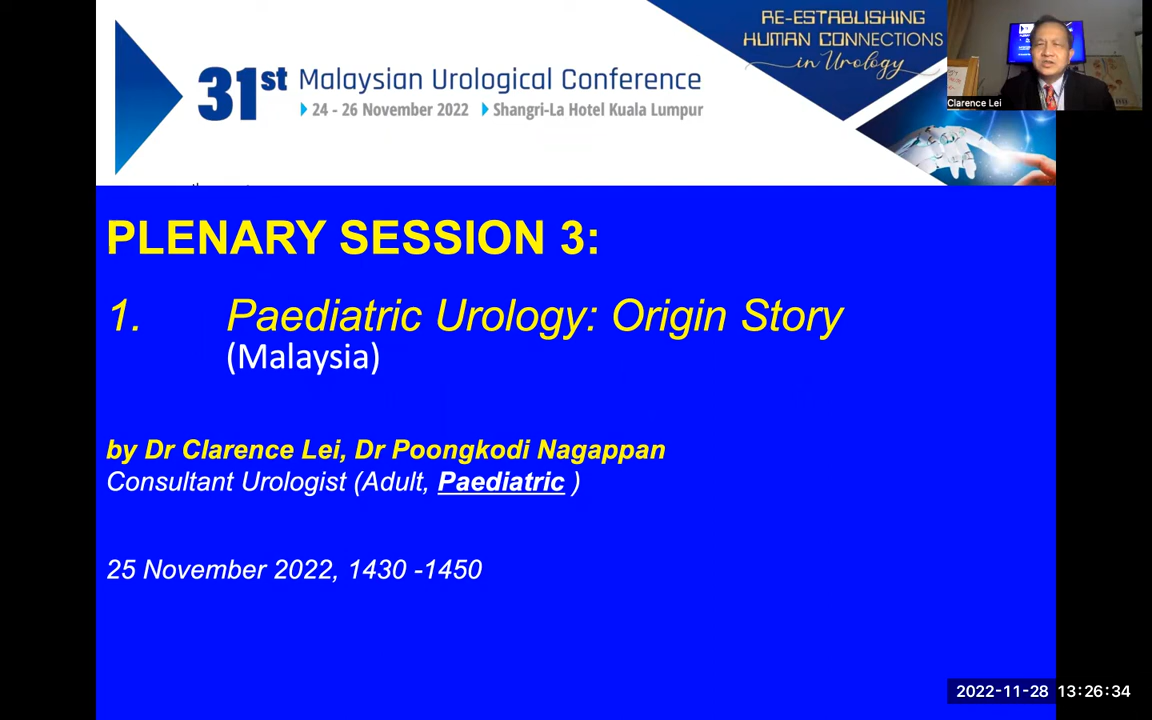 31st Malaysian Urological Conference
24 - 26 November 2022 Shangri-La Hotel Kuala Lumpur
RE-ESTABLISHING
HUMAN CONNECTIONS
in Urology
Clarence Lei
PLENARY SESSION 3:
1. Paediatric Urology: Origin Story
(Malaysia)
by Dr Clarence Lei, Dr Poongkodi Nagappan
Consultant Urologist (Adult, Paediatric )
25 November 2022, 1430 -1450
2022-11-28 13:26:34